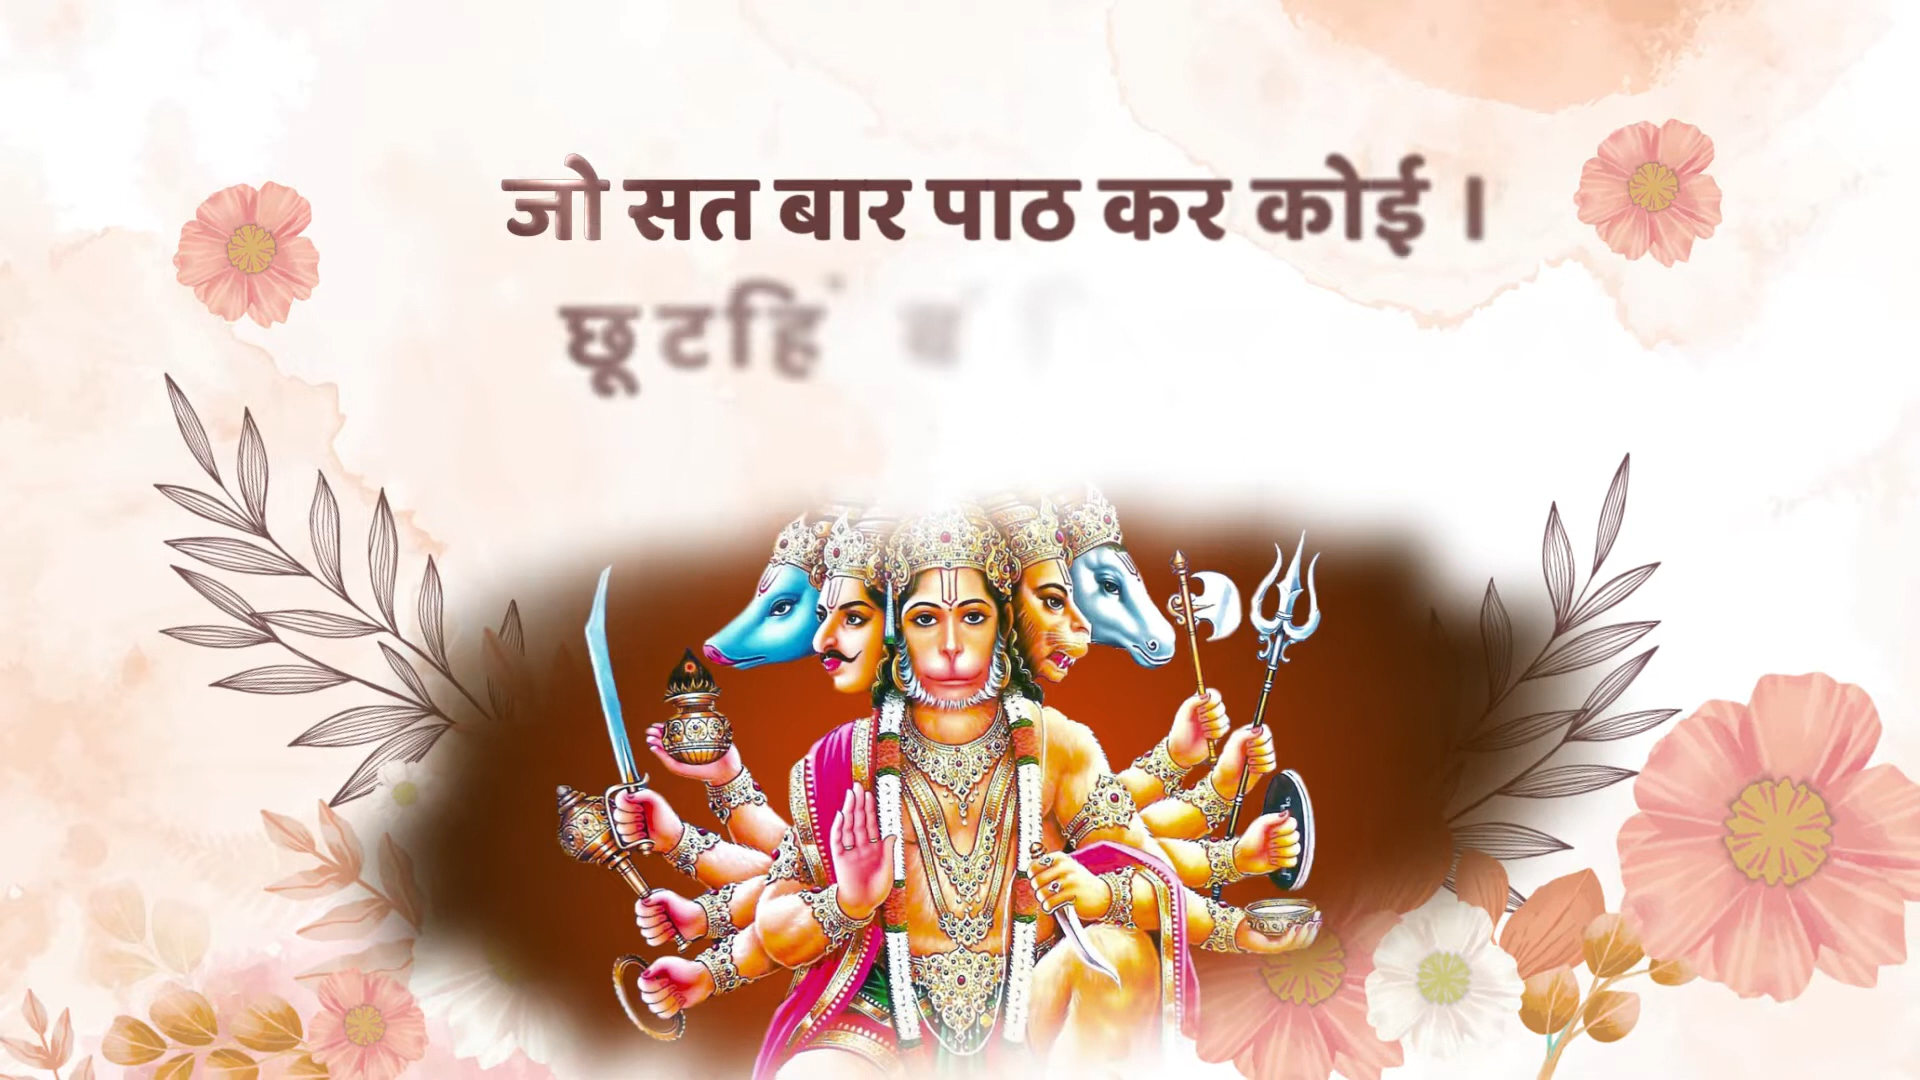 जो सत बार पाठ कर कोई ।
छूटहिं